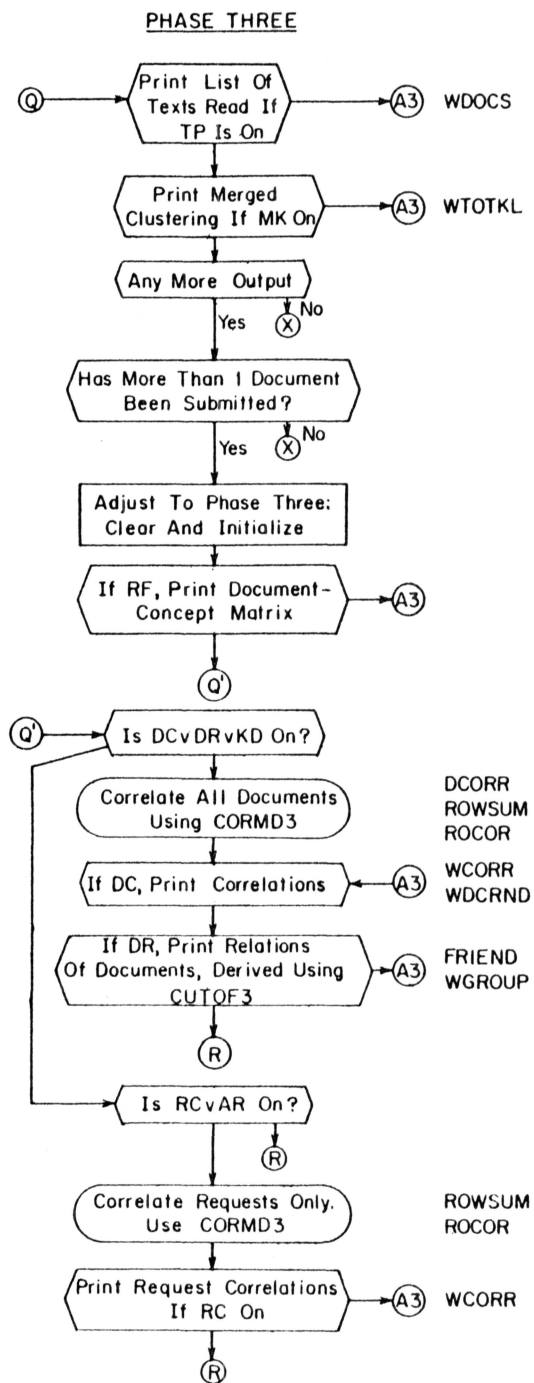 PHASE THREE
Q
Print List Of
Texts Read If
TP Is On
A3
WDOCS
Print Merged
Clustering If MK On
A3
WTOTKL
Any More Output
Yes
No
X
Has More Than 1 Document
Been Submitted?
Yes
No
X
Adjust To Phase Three:
Clear And Initialize
If RF, Print Document-
Concept Matrix
A3
Q'
Q'
Is DCvDRvKD On?
Correlate All Documents
Using CORMD3
DCORR
ROWSUM
ROCOR
If DC, Print Correlations
A3
WCORR
WDCRND
If DR, Print Relations
Of Documents, Derived Using
CUTOF3
A3
FRIEND
WGROUP
R
Is RCvAR On?
R
Correlate Requests Only.
Use CORMD3
ROWSUM
ROCOR
Print Request Correlations
If RC On
A3
WCORR
R